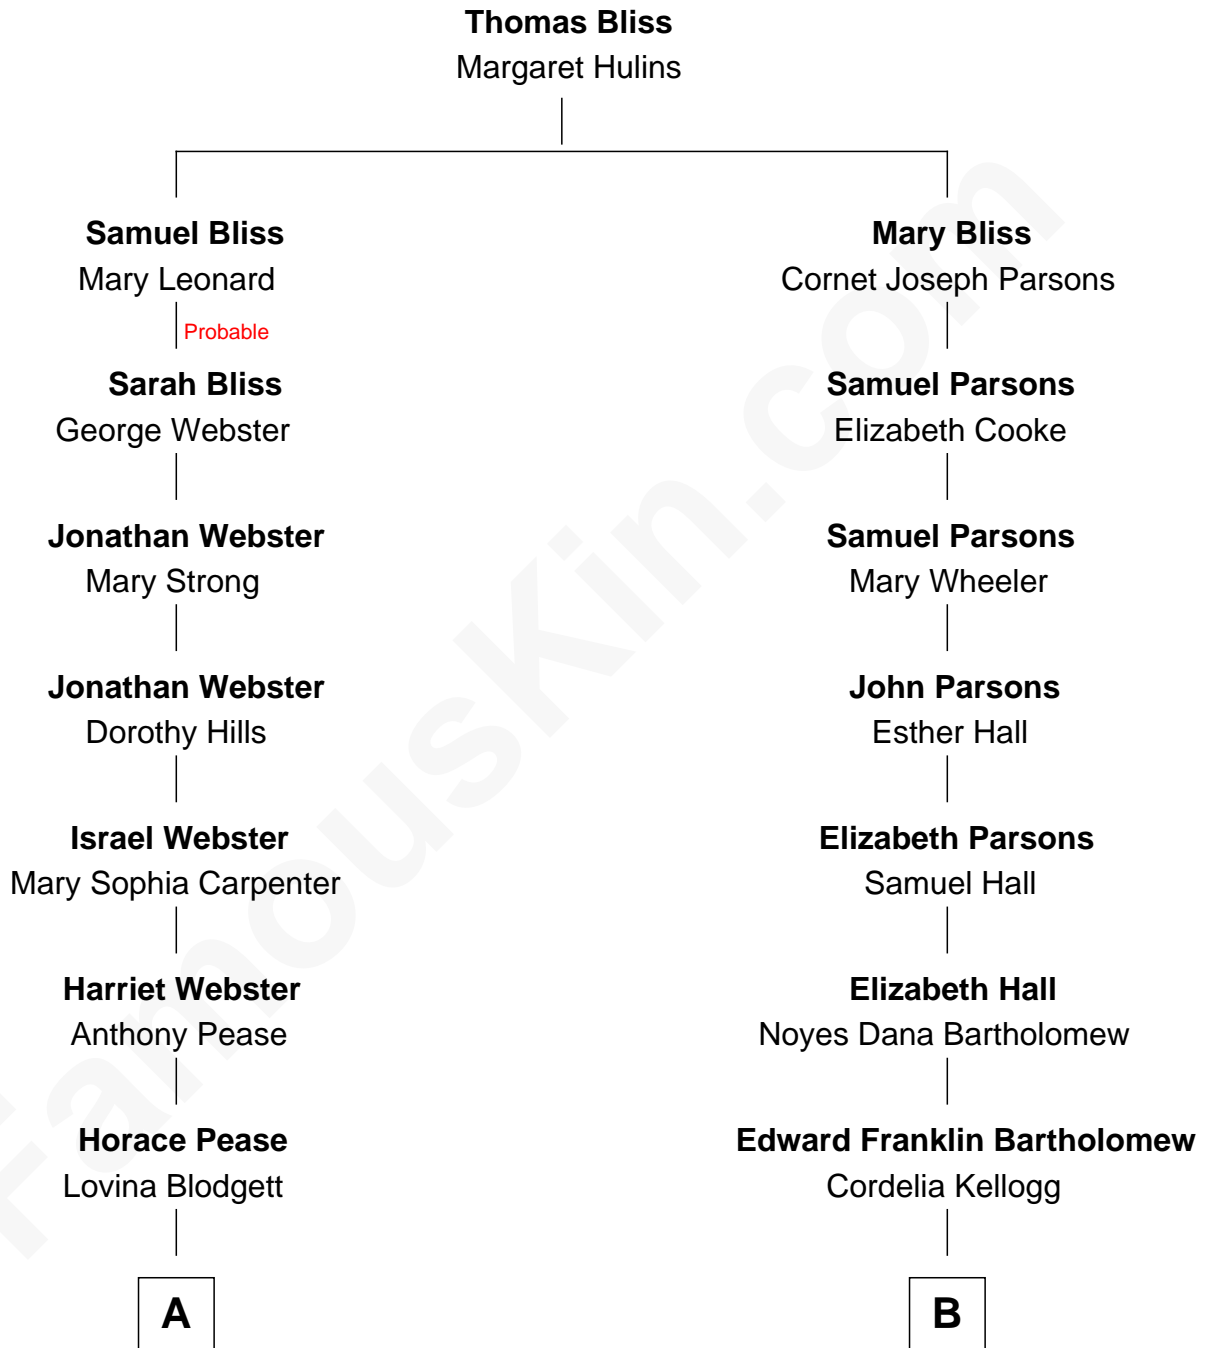 Thomas Bliss
Margaret Hulins
Samuel Bliss
Mary Leonard
Probable
Sarah Bliss
George Webster
Jonathan Webster
Mary Strong
Jonathan Webster
Dorothy Hills
Israel Webster
Mary Sophia Carpenter
Harriet Webster
Anthony Pease
Horace Pease
Lovina Blodgett
A
Mary Bliss
Cornet Joseph Parsons
Samuel Parsons
Elizabeth Cooke
Samuel Parsons
Mary Wheeler
John Parsons
Esther Hall
Elizabeth Parsons
Samuel Hall
Elizabeth Hall
Noyes Dana Bartholomew
Edward Franklin Bartholomew
Cordelia Kellogg
B
FamousKin.com